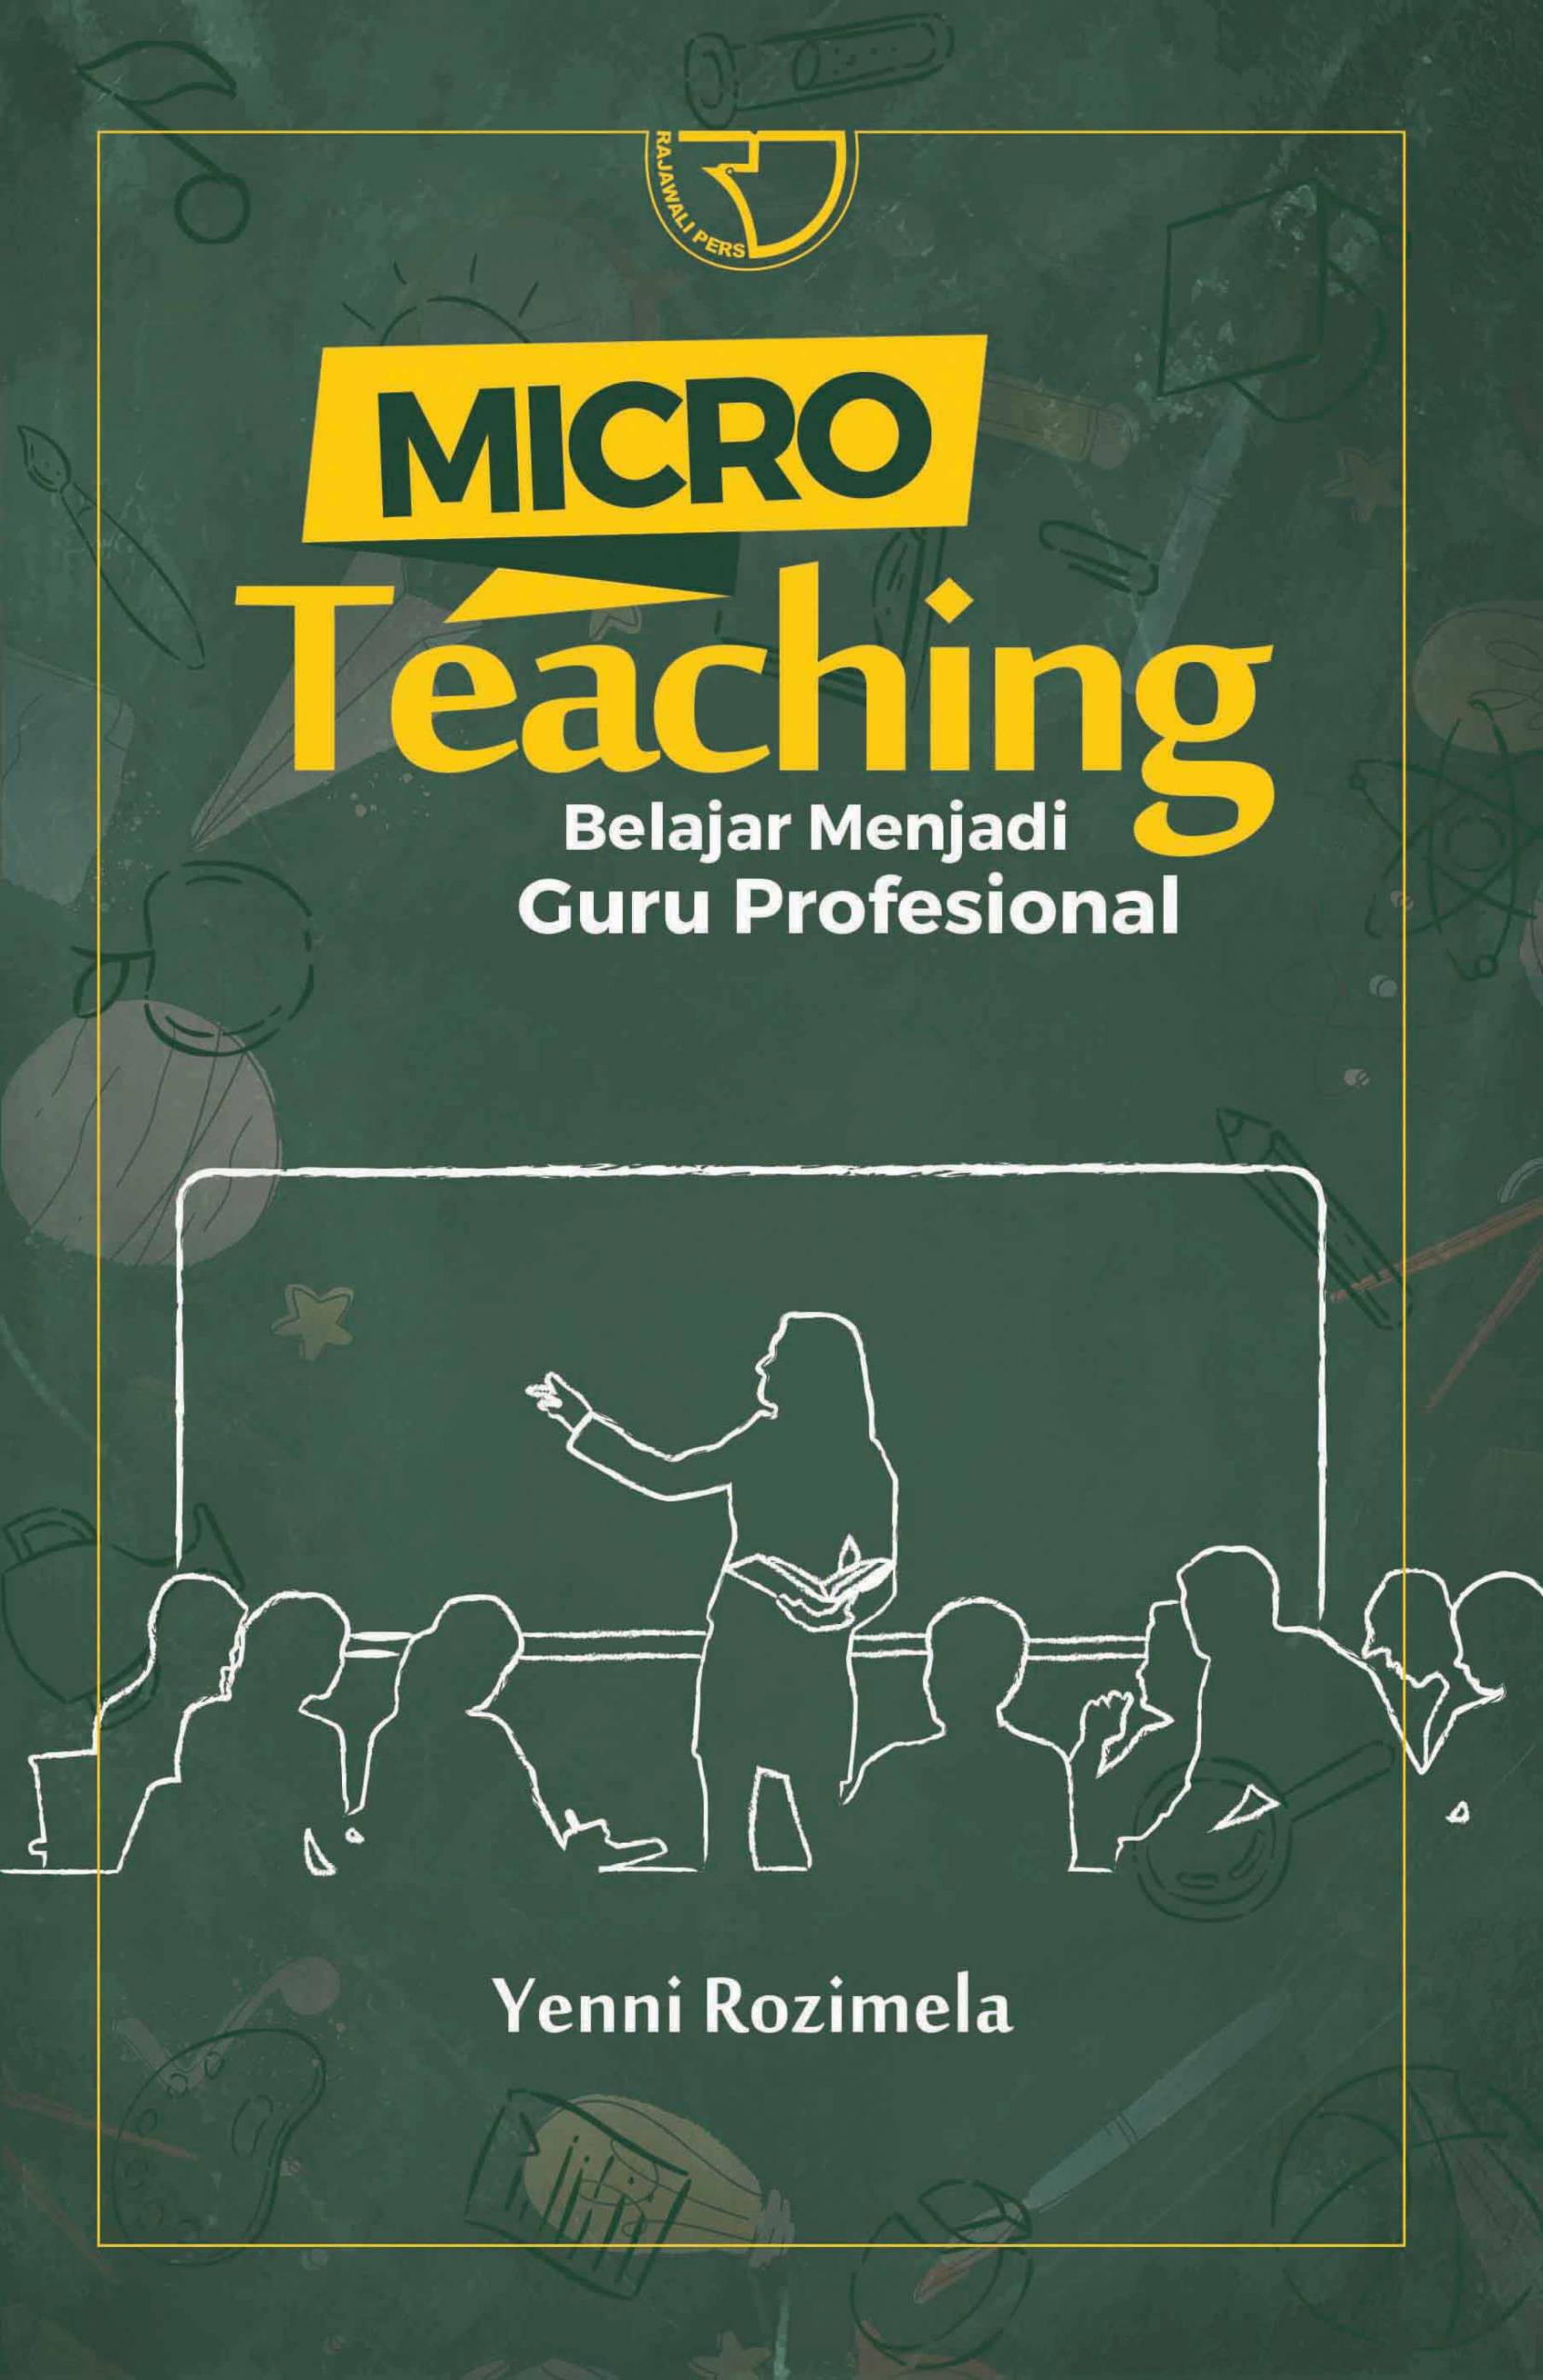 RAJAWALI PERS
MICRO
Teaching
Belajar Menjadi
Guru Profesional
Yenni Rozimela